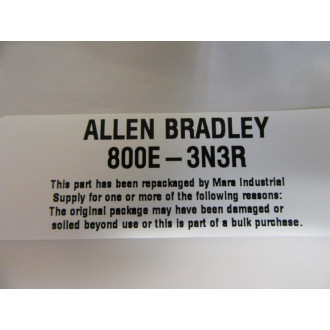 ALLEN BRADLEY
800E-3N3R
This part has been repackaged by Mara Industrial
Supply for one or more of the following reasons:
The original package may have been damaged or
soiled beyond use or this is part of a bulk purchase.